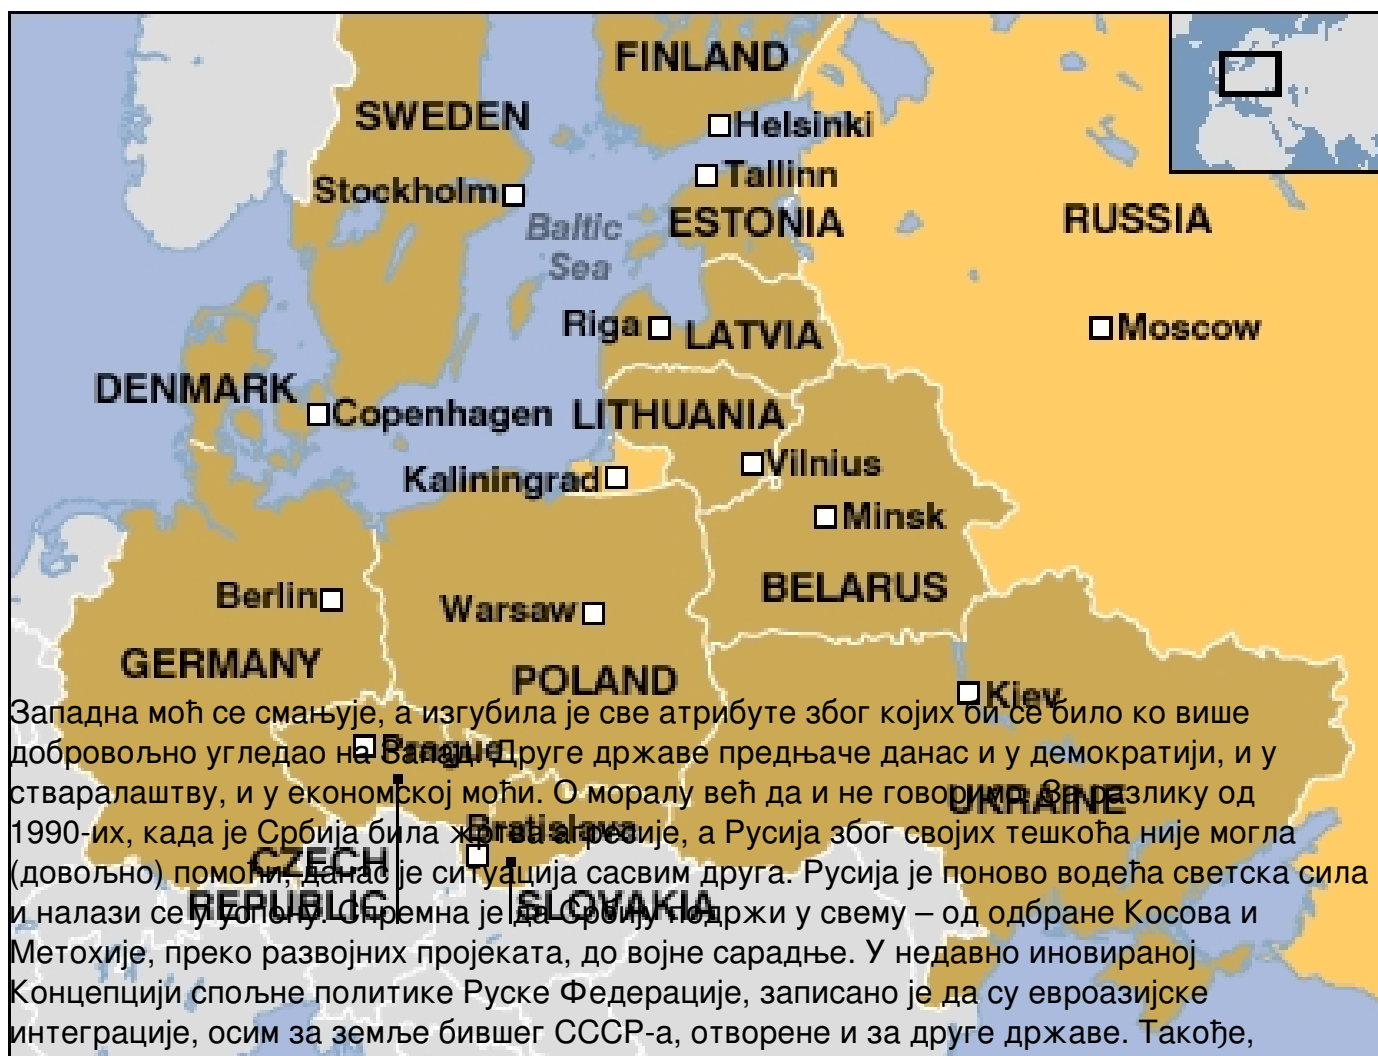 FINLAND
SWEDEN
Helsinki
Tallinn
Stockholm
Baltic
Sea
ESTONIA
RUSSIA
Riga
LATVIA
Moscow
DENMARK
Copenhagen
LITHUANIA
Vilnius
Kaliningrad
Minsk
Berlin
Warsaw
BELARUS
GERMANY
POLAND
Kiev
Prague
UKRAINE
Bratislava
CZECH
REPUBLIC
SLOVAKIA
Западна моћ се смањује, а изгубила је све атрибуте због којих би се било ко више
добровољно угледао на Запад. Друге државе предњаче данас и у демократији, и у
стваралаштву, и у економској моћи. О моралу већ да и не говоримо. За разлику од
1990-их, када је Србија била жртва агресије, а Русија због својих тешкоћа није могла
(довољно) помоћи, данас је ситуација сасвим друга. Русија је поново водећа светска сила
и налази се у успону. Спремна је да Србију подржи у свему – од одбране Косова и
Метохије, преко развојних пројеката, до војне сарадње. У недавно иновираној
Концепцији спољне политике Руске Федерације, записано је да су евроазијске
интеграције, осим за земље бившег СССР-а, отворене и за друге државе. Такође,